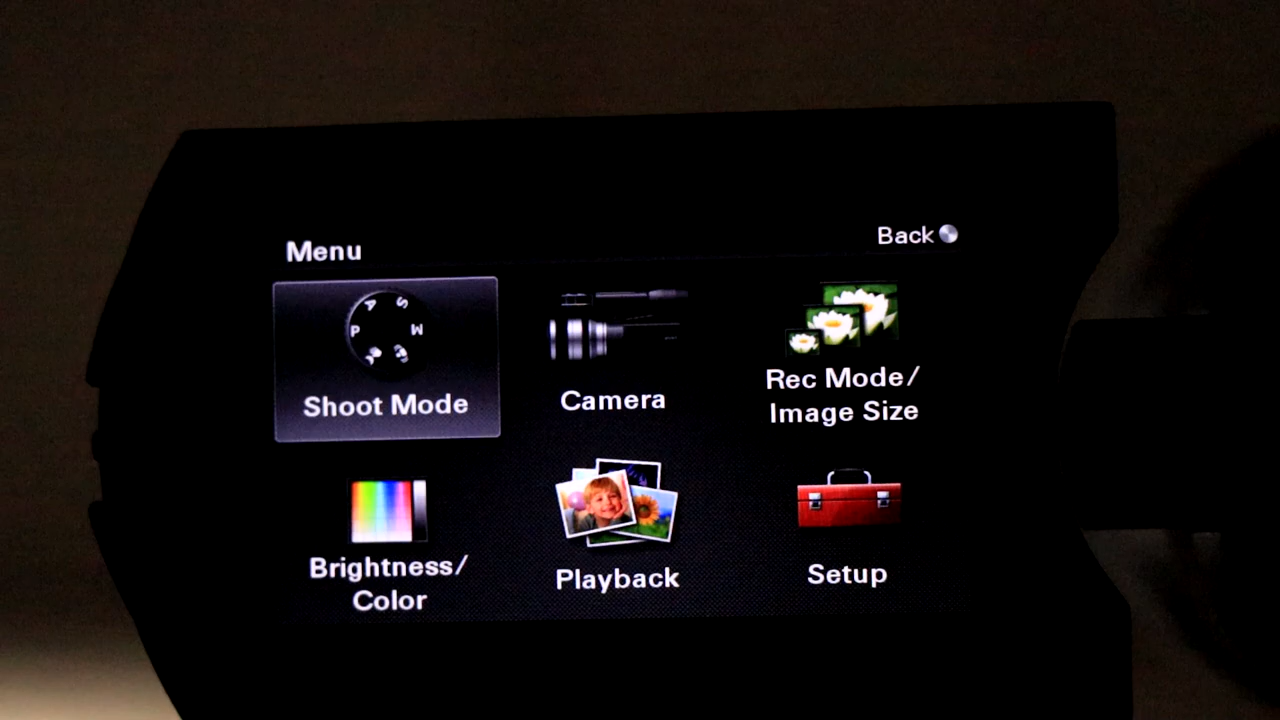 Menu
Back
A
S
P
M
Shoot Mode
Camera
Rec Mode/
Image Size
Brightness/
Color
Playback
Setup